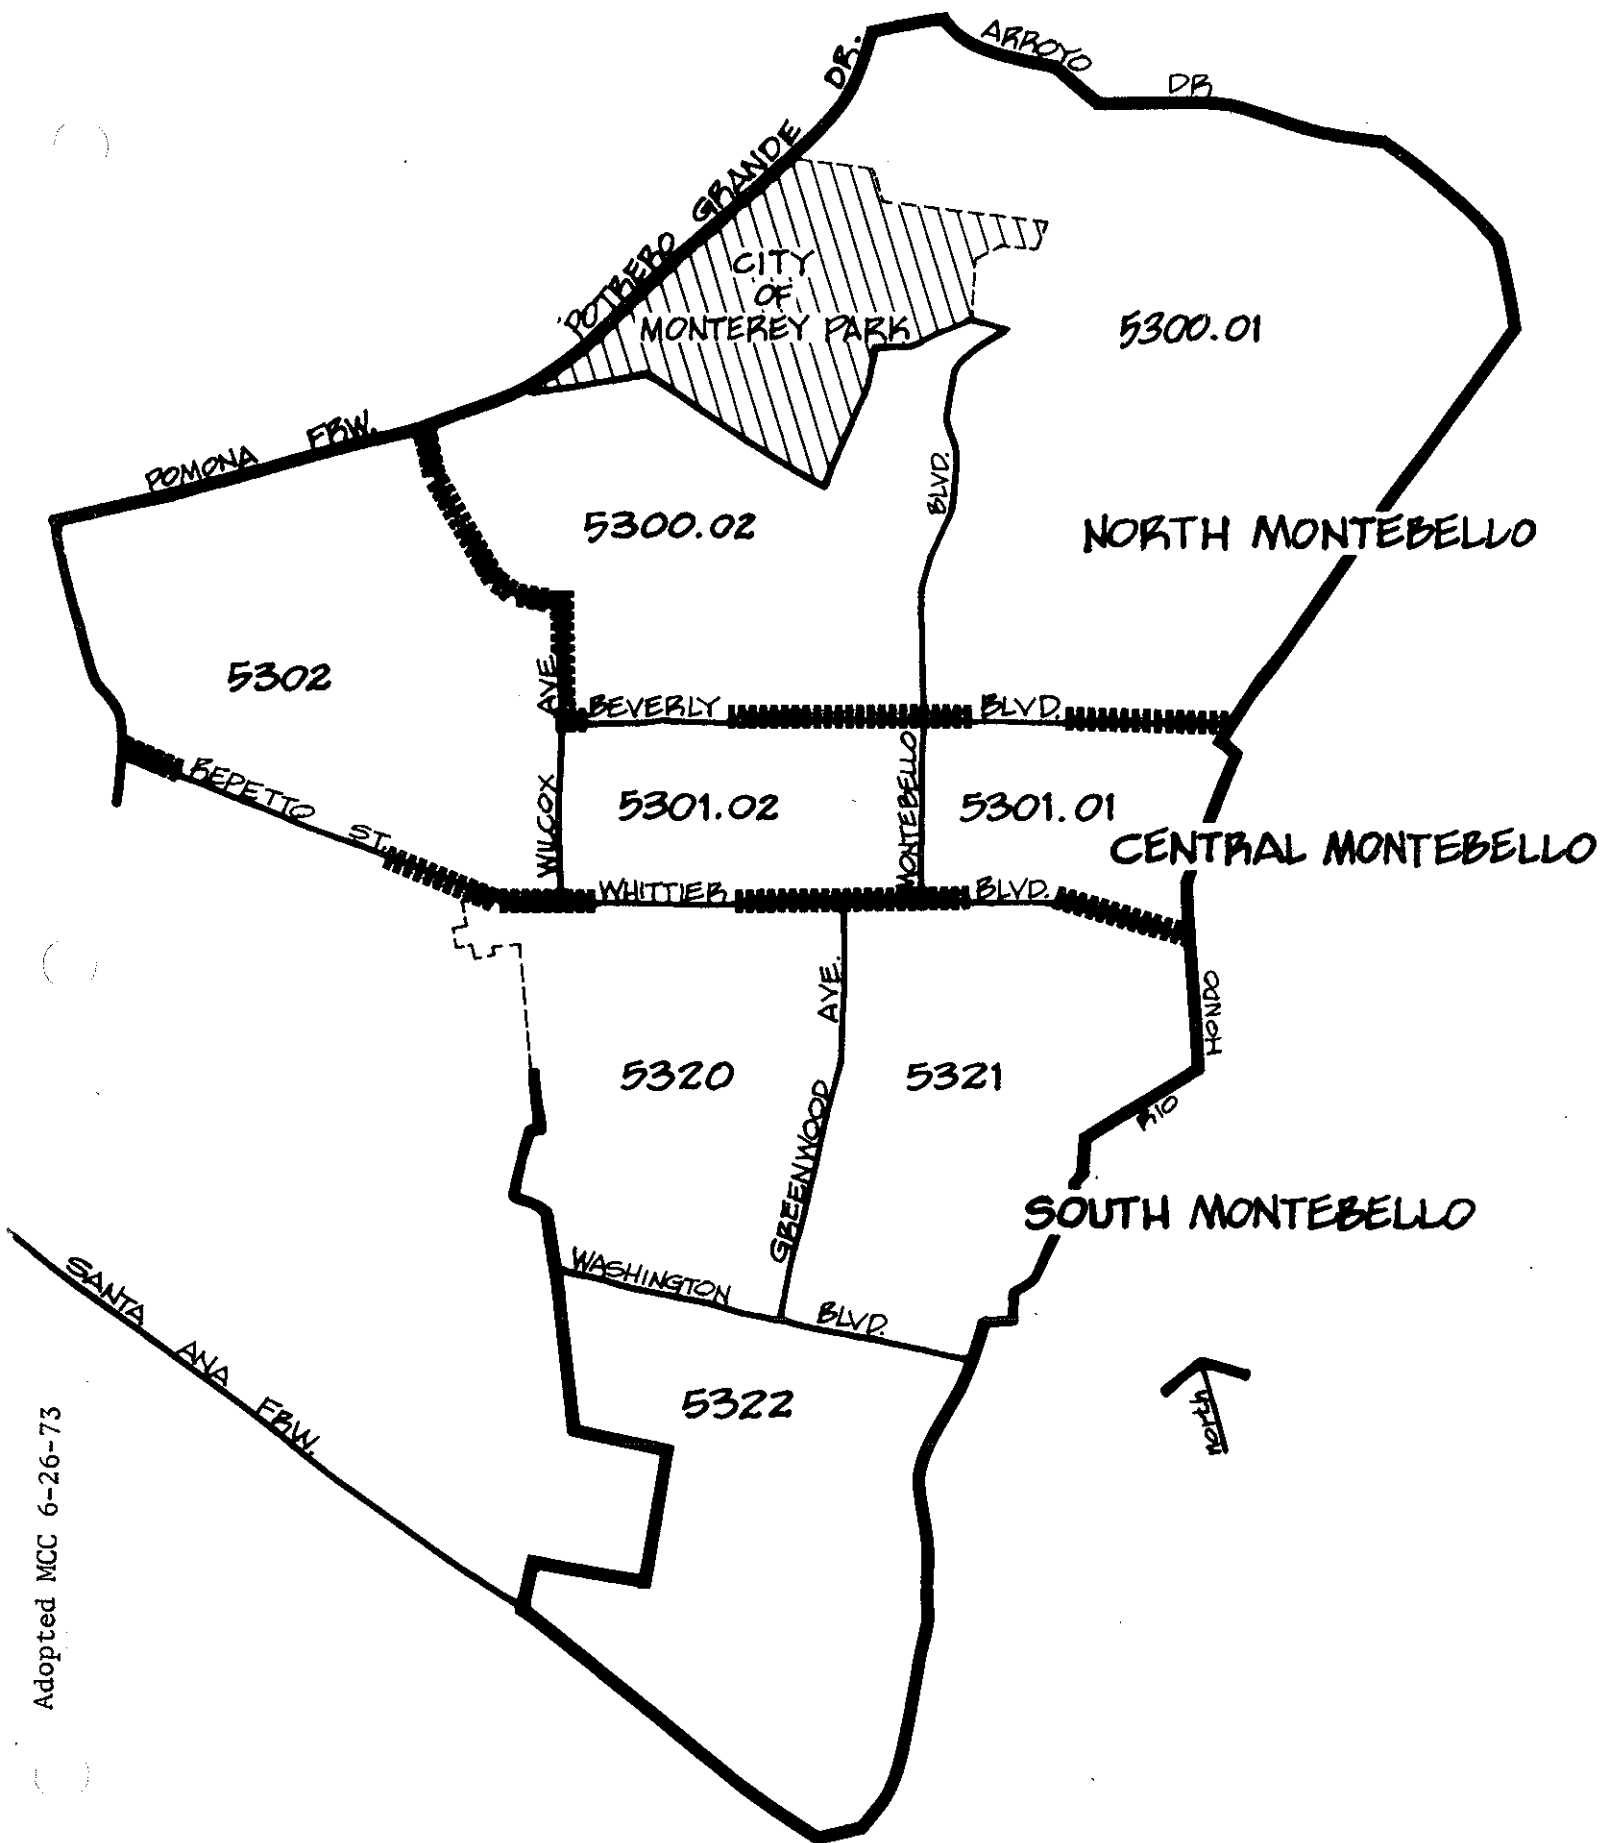 ARROYO DR
POTRERO GRANDE DR.
CITY
OF
MONTEREY PARK
5300.01
POMONA FRW.
BLVD.
5300.02
NORTH MONTEBELLO
5302
AVE
BEVERLY BLVD.
REPETTO ST.
WILCOX
5301.02
MONTEBELLO
5301.01
CENTRAL MONTEBELLO
WHITTIER BLVD.
AVE.
HONDO
5320
5321
GREENWOOD
RIO
SOUTH MONTEBELLO
SANTA ANA FRW.
WASHINGTON BLVD.
5322
north
Adopted MCC 6-26-73